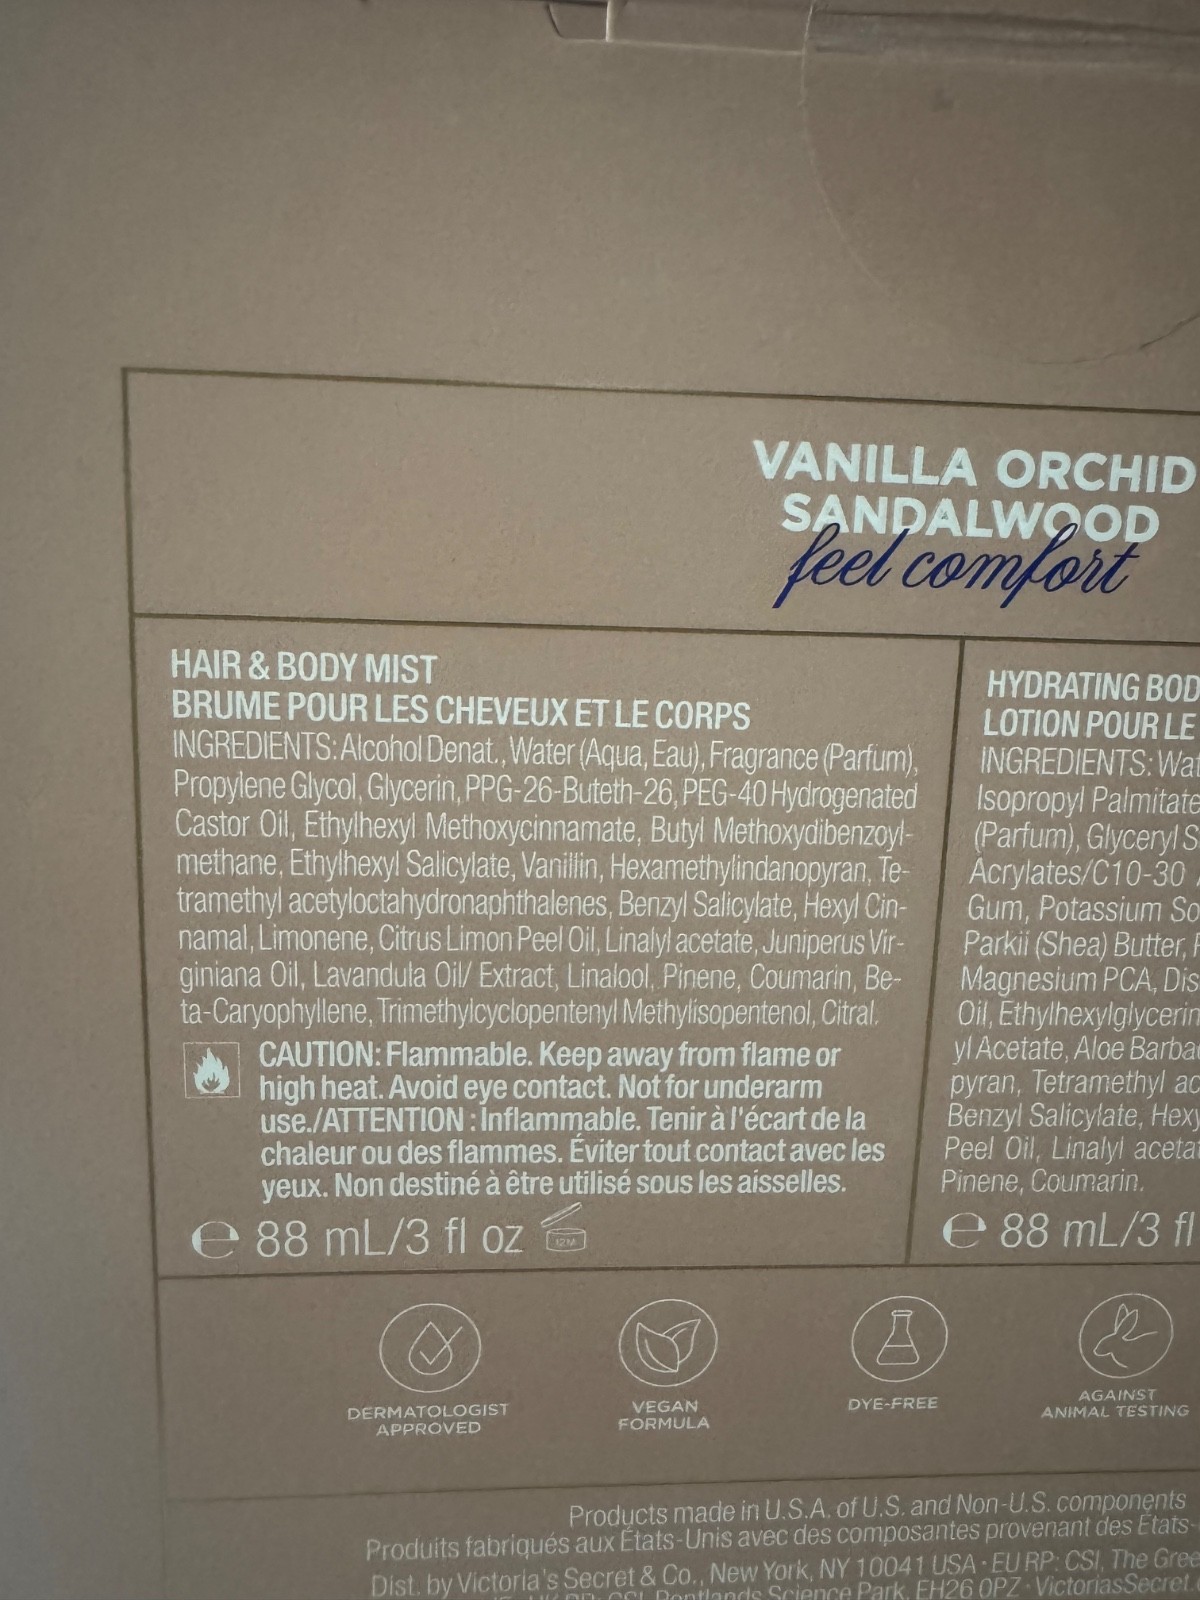 VANILLA ORCHID
SANDALWOOD
feel comfort
HAIR & BODY MIST
BRUME POUR LES CHEVEUX ET LE CORPS
INGREDIENTS: Alcohol Denat., Water (Aqua, Eau), Fragrance (Parfum),
Propylene Glycol, Glycerin, PPG-26-Buteth-26, PEG-40 Hydrogenated
Castor Oil, Ethylhexyl Methoxycinnamate, Butyl Methoxydibenzoyl-
methane, Ethylhexyl Salicylate, Vanillin, Hexamethylindanopyran, Te-
tramethyl acetyloctahydronaphthalenes, Benzyl Salicylate, Hexyl Cin-
namal, Limonene, Citrus Limon Peel Oil, Linalyl acetate, Juniperus Vir-
giniana Oil, Lavandula Oil/ Extract, Linalool, Pinene, Coumarin, Be-
ta-Caryophyllene, Trimethylcyclopentenyl Methylisopentenol, Citral.
CAUTION: Flammable. Keep away from flame or
high heat. Avoid eye contact. Not for underarm
use./ATTENTION : Inflammable. Tenir à l'écart de la
chaleur ou des flammes. Éviter tout contact avec les
yeux. Non destiné à être utilisé sous les aisselles.
℮ 88 mL/3 fl oz 12M
HYDRATING BOD
LOTION POUR LE
INGREDIENTS: Wat
Isopropyl Palmitate
(Parfum), Glyceryl S
Acrylates/C10-30
Gum, Potassium So
Parkii (Shea) Butter,
Magnesium PCA, Dis
Oil, Ethylhexylglycerin
yl Acetate, Aloe Barba
pyran, Tetramethyl ac
Benzyl Salicylate, Hexy
Peel Oil, Linalyl aceta
Pinene, Coumarin.
℮ 88 mL/3 fl
DERMATOLOGIST
APPROVED
VEGAN
FORMULA
DYE-FREE
AGAINST
ANIMAL TESTING
Products made in U.S.A. of U.S. and Non-U.S. components
Produits fabriqués aux États-Unis avec des composantes provenant des États-
Dist. by Victoria's Secret & Co., New York, NY 10041 USA · EU RP: CSI, The Gree
Pentlands Science Park, EH26 0PZ · VictoriasSecret.